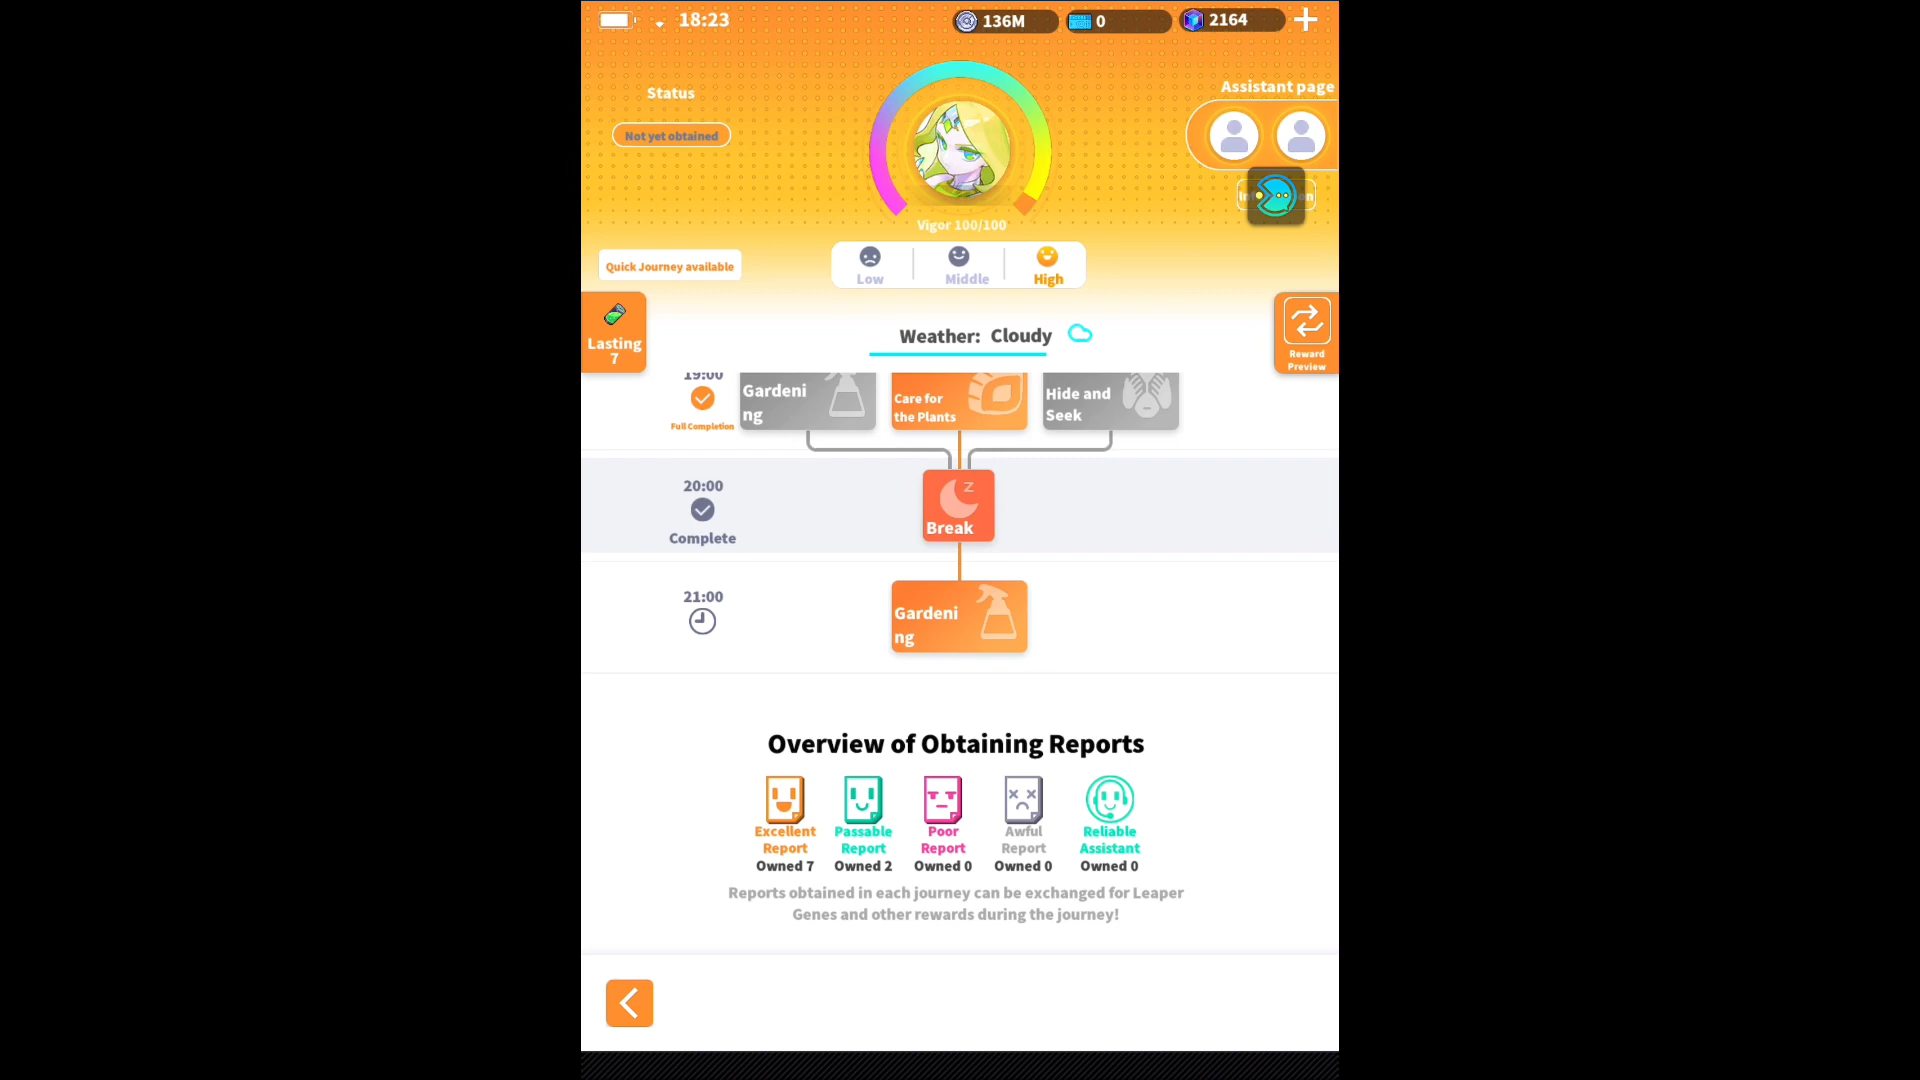 18:23
136M
0
2164
Status
Assistant page
Not yet obtained
Vigor 100/100
Quick Journey available
Low
Middle
High
Lasting
7
Weather: Cloudy
Reward
Preview
19:00
Gardeni
ng
Care for
the Plants
Hide and
Seek
Full Completion
20:00
Z
Break
Complete
21:00
Gardeni
ng
Overview of Obtaining Reports
Excellent
Report
Owned 7
Passable
Report
Owned 2
Poor
Report
Owned 0
Awful
Report
Owned 0
Reliable
Assistant
Owned 0
Reports obtained in each journey can be exchanged for Leaper
Genes and other rewards during the journey!